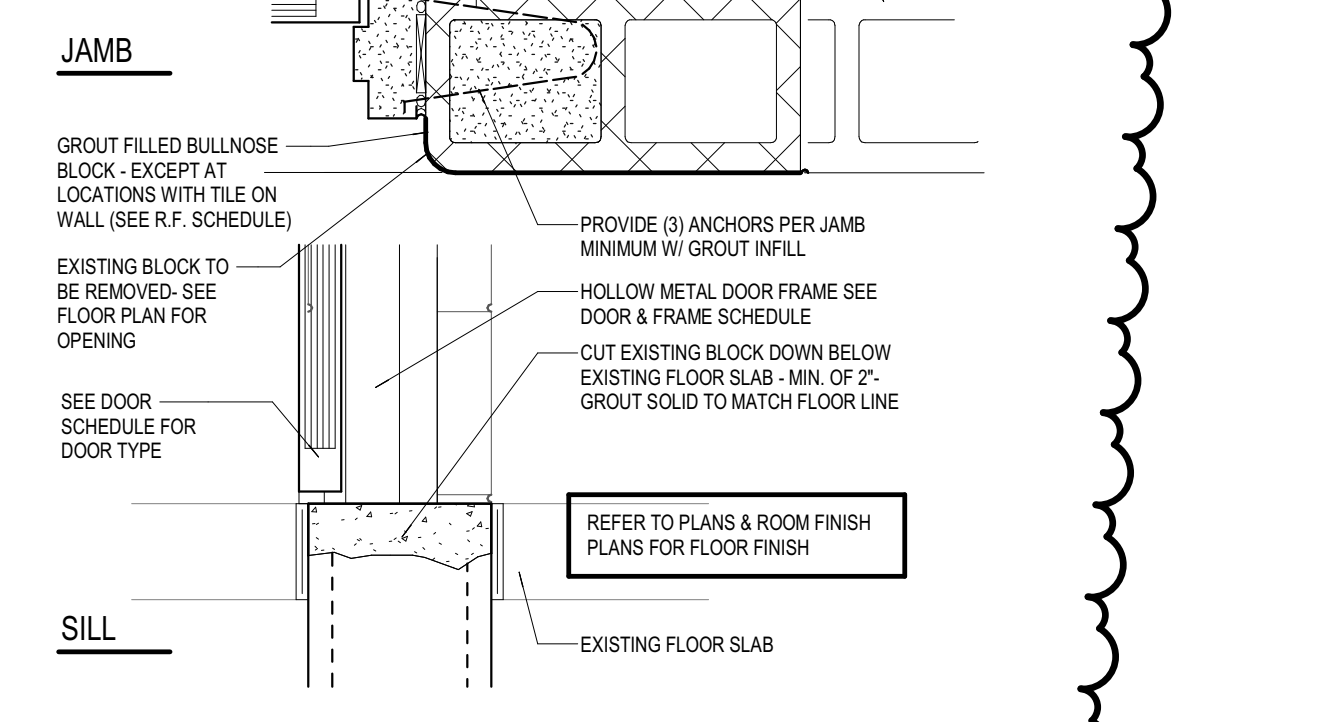 JAMB
GROUT FILLED BULLNOSE
BLOCK - EXCEPT AT
LOCATIONS WITH TILE ON
WALL (SEE R.F. SCHEDULE)
EXISTING BLOCK TO
BE REMOVED- SEE
FLOOR PLAN FOR
OPENING
SEE DOOR
SCHEDULE FOR
DOOR TYPE
PROVIDE (3) ANCHORS PER JAMB
MINIMUM W/ GROUT INFILL
HOLLOW METAL DOOR FRAME SEE
DOOR & FRAME SCHEDULE
CUT EXISTING BLOCK DOWN BELOW
EXISTING FLOOR SLAB - MIN. OF 2"-
GROUT SOLID TO MATCH FLOOR LINE
REFER TO PLANS & ROOM FINISH
PLANS FOR FLOOR FINISH
EXISTING FLOOR SLAB
SILL